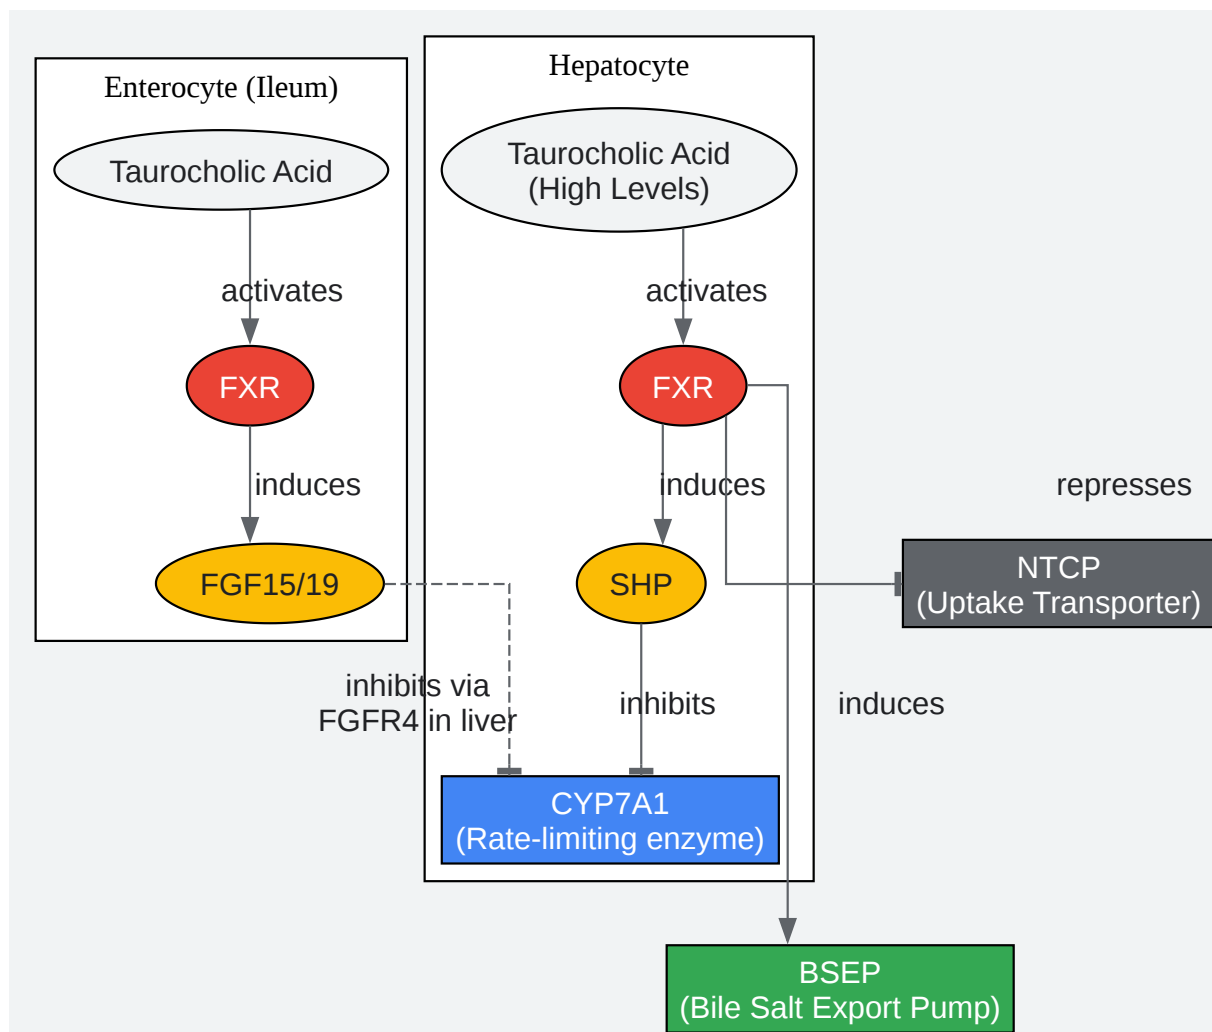 Enterocyte (Ileum)
Hepatocyte
Taurocholic Acid
Taurocholic Acid
(High Levels)
activates
activates
FXR
FXR
induces
induces
represses
FGF15/19
SHP
NTCP
(Uptake Transporter)
inhibits via
FGFR4 in liver
inhibits
induces
CYP7A1
(Rate-limiting enzyme)
BSEP
(Bile Salt Export Pump)